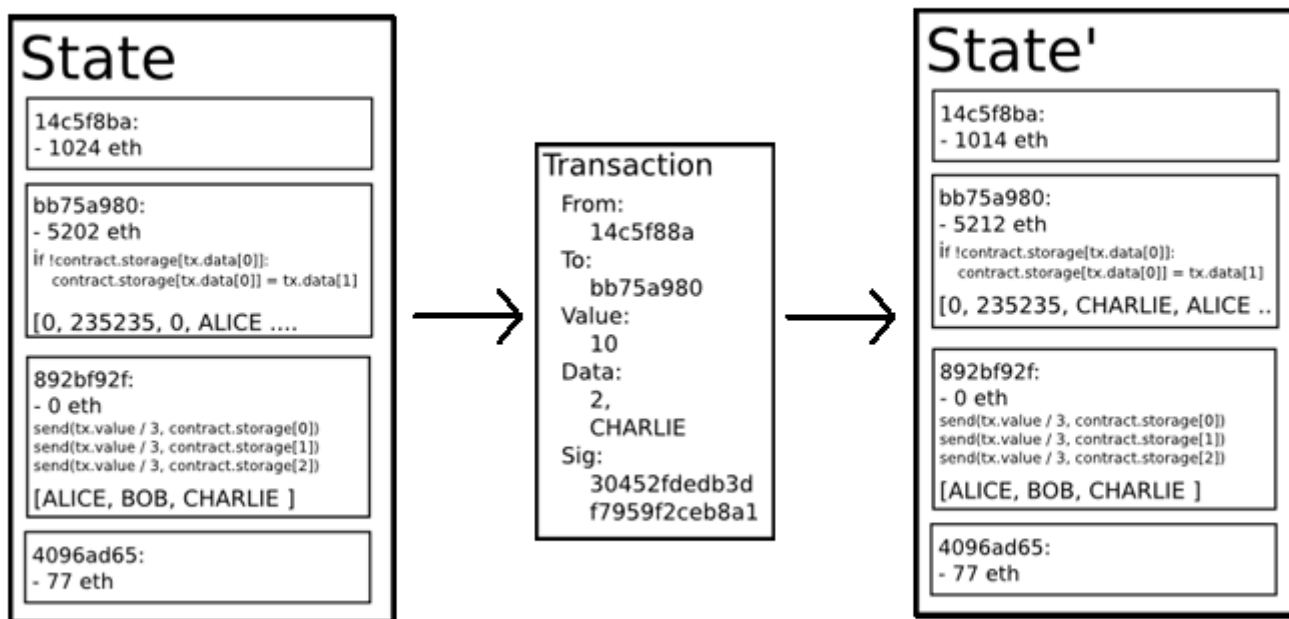 State
14c5f8ba:
- 1024 eth
bb75a980:
- 5202 eth
if !contract.storage[tx.data[0]]:
contract.storage[tx.data[0]] = tx.data[1]
[0, 235235, 0, ALICE ....
892bf92f:
- 0 eth
send(tx.value / 3, contract.storage[0])
send(tx.value / 3, contract.storage[1])
send(tx.value / 3, contract.storage[2])
[ALICE, BOB, CHARLIE ]
4096ad65:
- 77 eth
Transaction
From:
14c5f88a
To:
bb75a980
Value:
10
Data:
2,
CHARLIE
Sig:
30452fdedb3d
f7959f2ceb8a1
State'
14c5f8ba:
- 1014 eth
bb75a980:
- 5212 eth
if !contract.storage[tx.data[0]]:
contract.storage[tx.data[0]] = tx.data[1]
[0, 235235, CHARLIE, ALICE ..
892bf92f:
- 0 eth
send(tx.value / 3, contract.storage[0])
send(tx.value / 3, contract.storage[1])
send(tx.value / 3, contract.storage[2])
[ALICE, BOB, CHARLIE ]
4096ad65:
- 77 eth